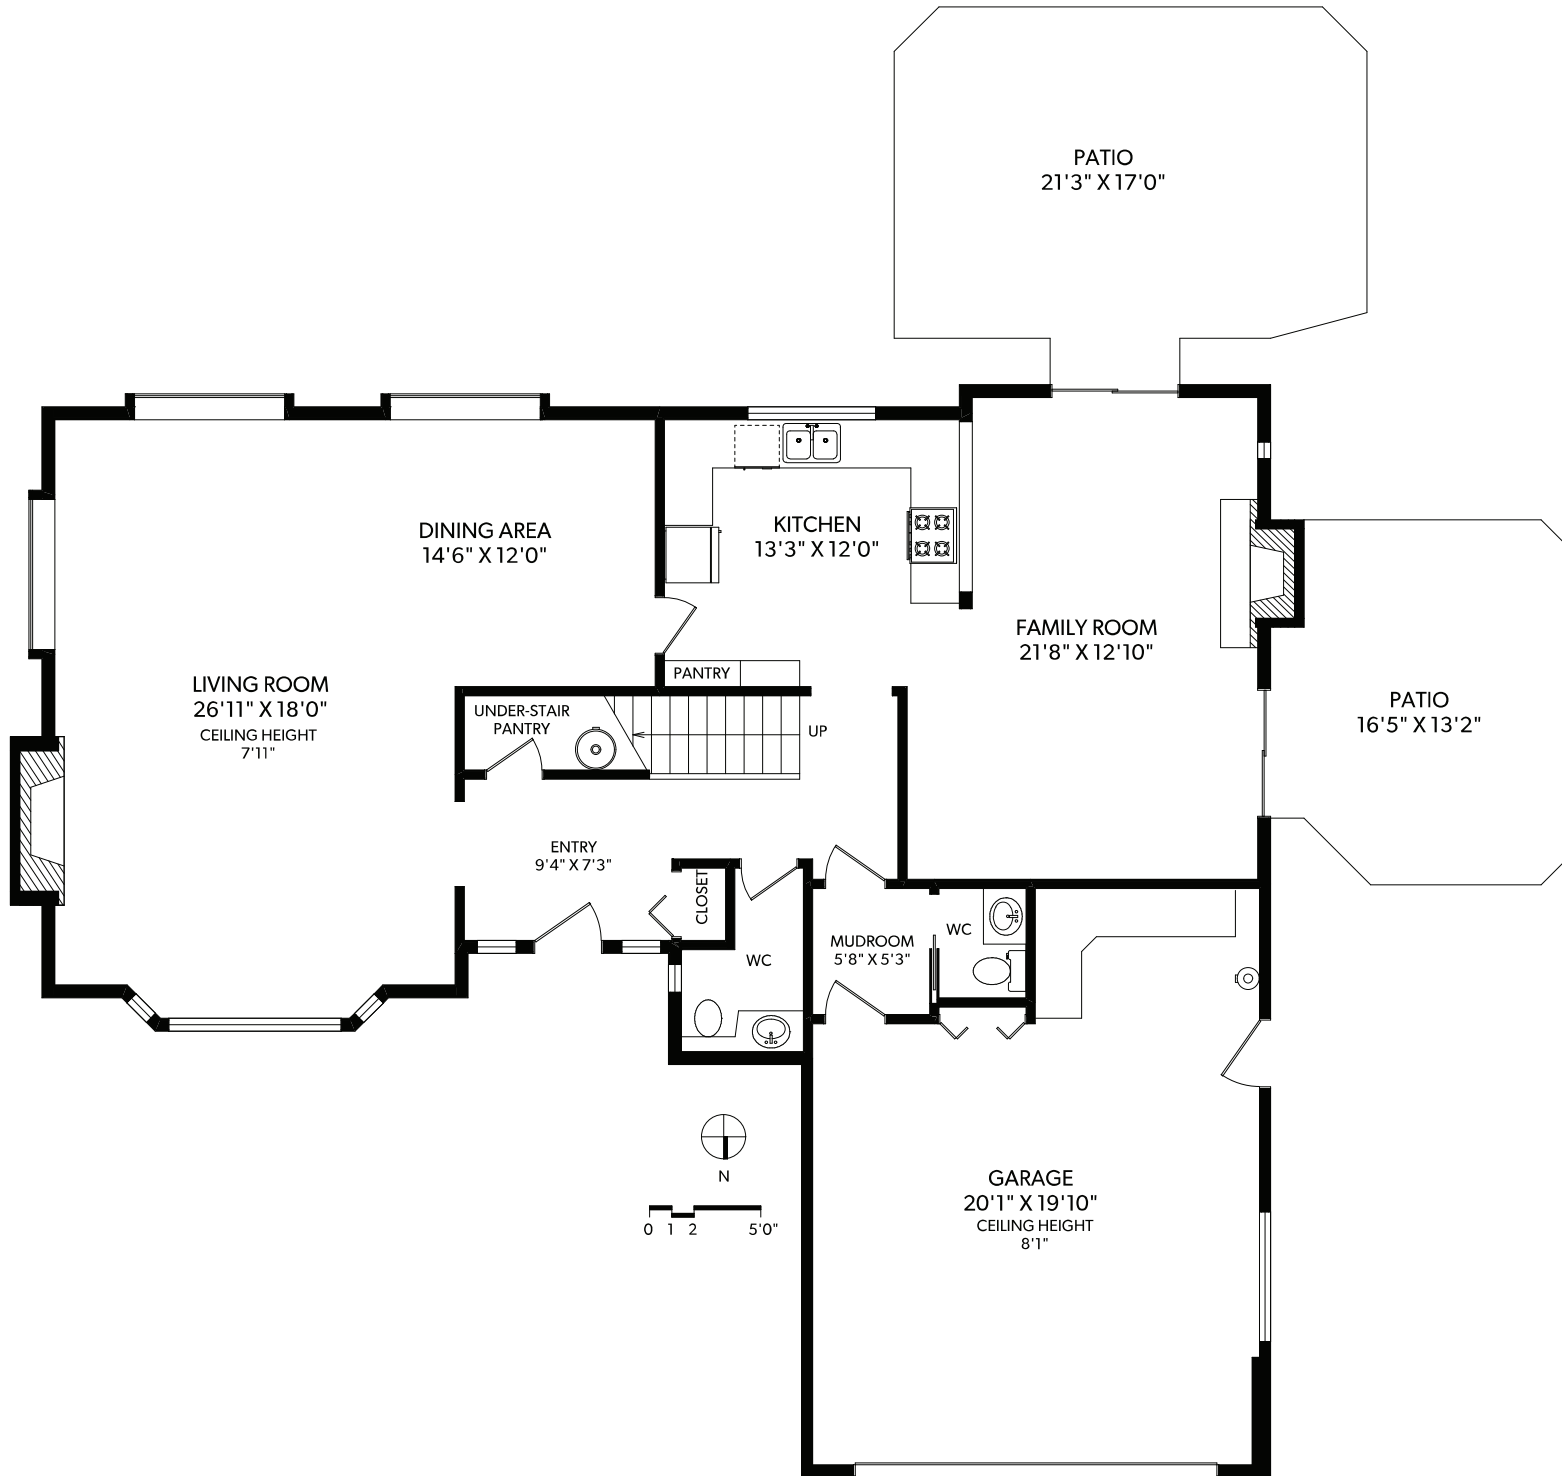 PATIO
21'3" X 17'0"
DINING AREA
14'6" X 12'0"
KITCHEN
13'3" X 12'0"
FAMILY ROOM
21'8" X 12'10"
PANTRY
LIVING ROOM
26'11" X 18'0"
CEILING HEIGHT
7'11"
UNDER-STAIR
PANTRY
UP
PATIO
16'5" X 13'2"
ENTRY
9'4" X 7'3"
CLOSET
WC
MUDROOM
5'8" X 5'3"
WC
N
0 1 2 5'0"
GARAGE
20'1" X 19'10"
CEILING HEIGHT
8'1"